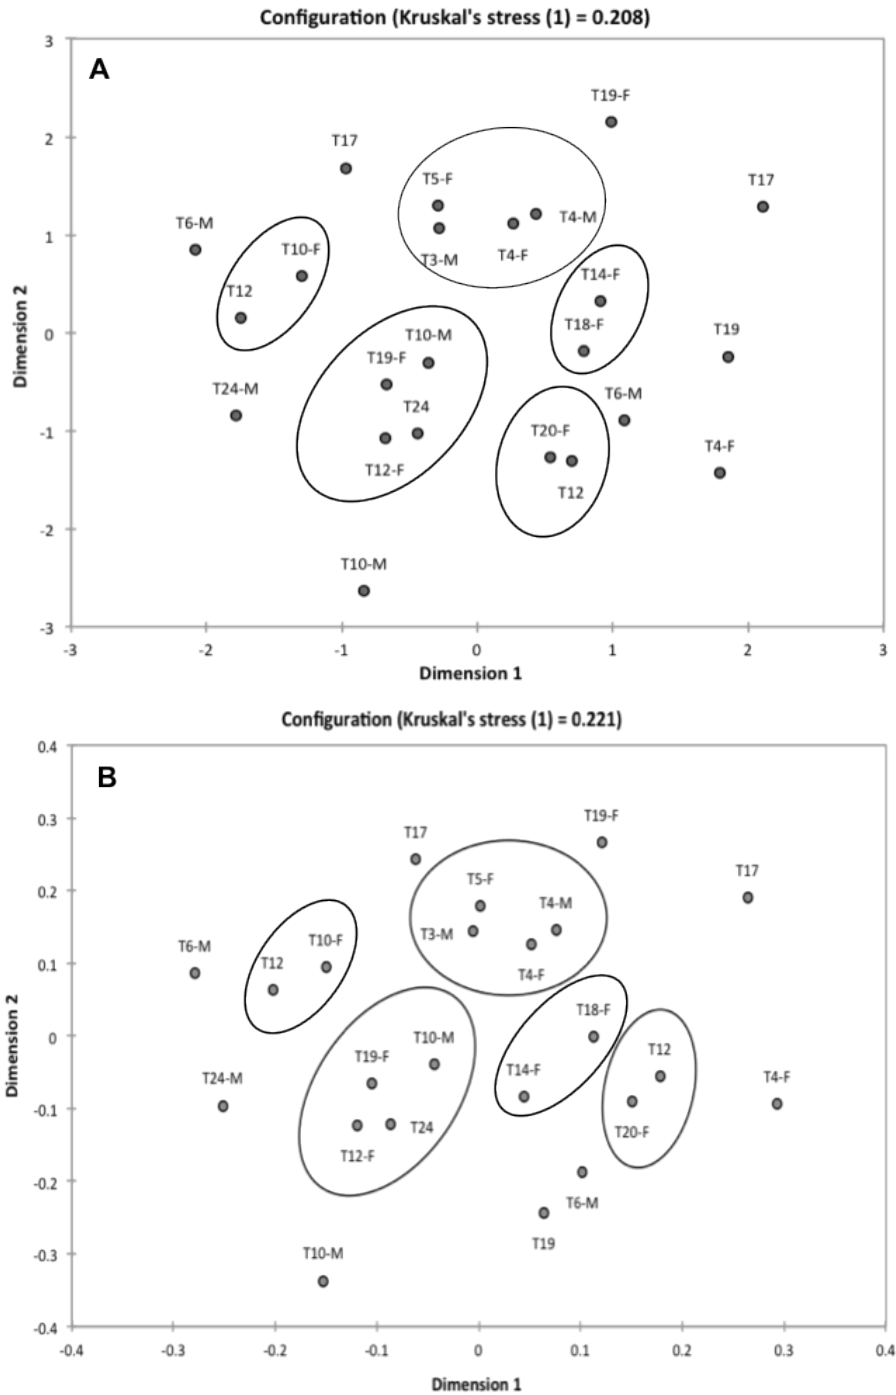 Configuration (Kruskal's stress (1) = 0.208)
3
A
T19-F
2
T17
T5-F
T17
T6-M
T4-M
1
T10-F
T4-F
T3-M
T14-F
T12
T18-F
Dimension 2
0
T10-M
T19
T19-F
T24-M
T6-M
T24
-1
T20-F
T4-F
T12-F
T12
-2
T10-M
-3
-3 -2 -1 0 1 2 3
Dimension 1
Configuration (Kruskal's stress (1) = 0.221)
0.4
B
0.3
T19-F
T17
0.2
T17
T5-F
T4-M
T3-M
T10-F
T6-M
0.1
T12
T4-F
T18-F
Dimension 2
0
T10-M
T12
T19-F
T14-F
T24-M
T4-F
-0.1
T24
T20-F
T12-F
-0.2
T6-M
T19
-0.3
T10-M
-0.4
-0.4 -0.3 -0.2 -0.1 0 0.1 0.2 0.3 0.4
Dimension 1